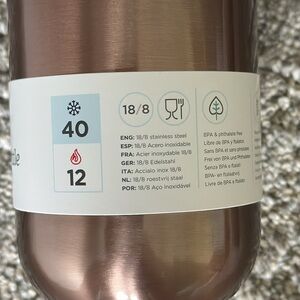 40
12
18/8
ENG: 18/8 stainless steel
ESP: 18/8 Acero inoxidable
FRA: Acier inoxydable 18/8
GER: 18/8 Edelstahl
ITA: Acciaio inox 18/8
NL: 18/8 roestvrij staal
POR: 18/8 Aço inoxidável
BPA & phthalate free
Libre de BPA y ftalatos
Sans BPA et sans phtalates
Frei von BPA und Phthalaten
Senza BPA e ftalati
BPA- en ftalaatvrij
Livre de BPA e ftalatos